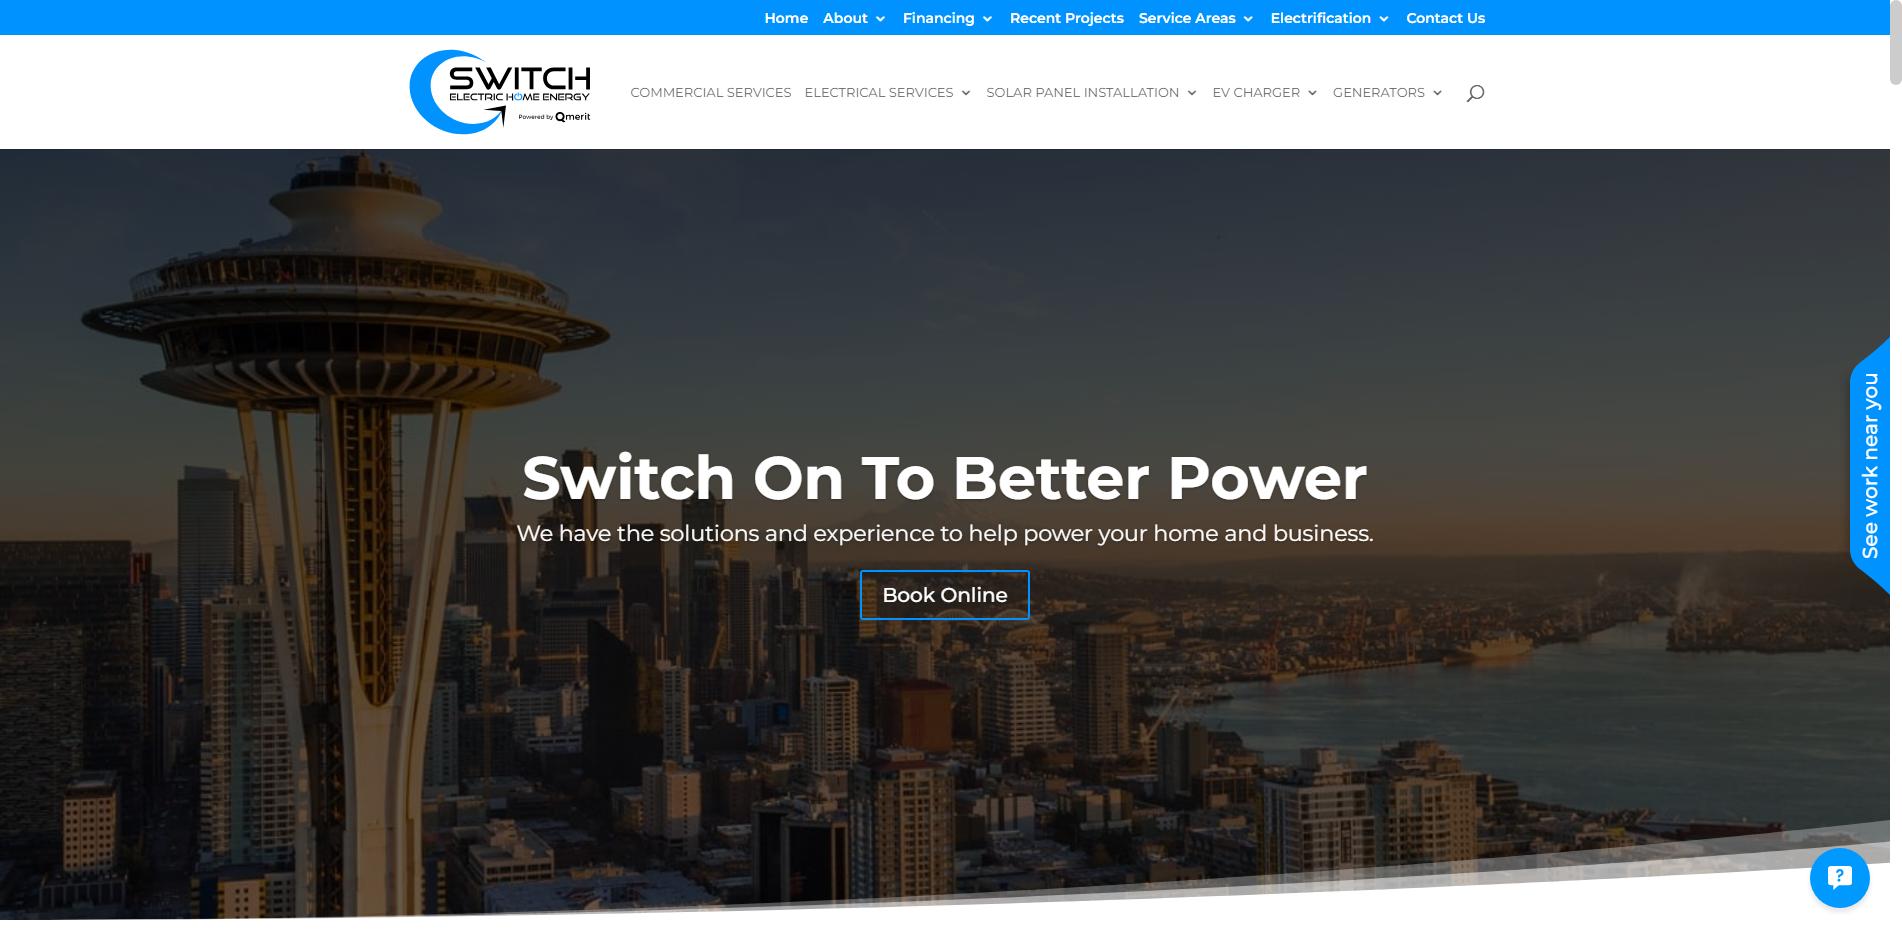 Home About Financing Recent Projects Service Areas Electrification Contact Us
SWITCH
ELECTRIC HOME ENERGY
Powered by Qmerit
COMMERCIAL SERVICES ELECTRICAL SERVICES SOLAR PANEL INSTALLATION EV CHARGER GENERATORS
Switch On To Better Power
We have the solutions and experience to help power your home and business.
Book Online
See work near you
?